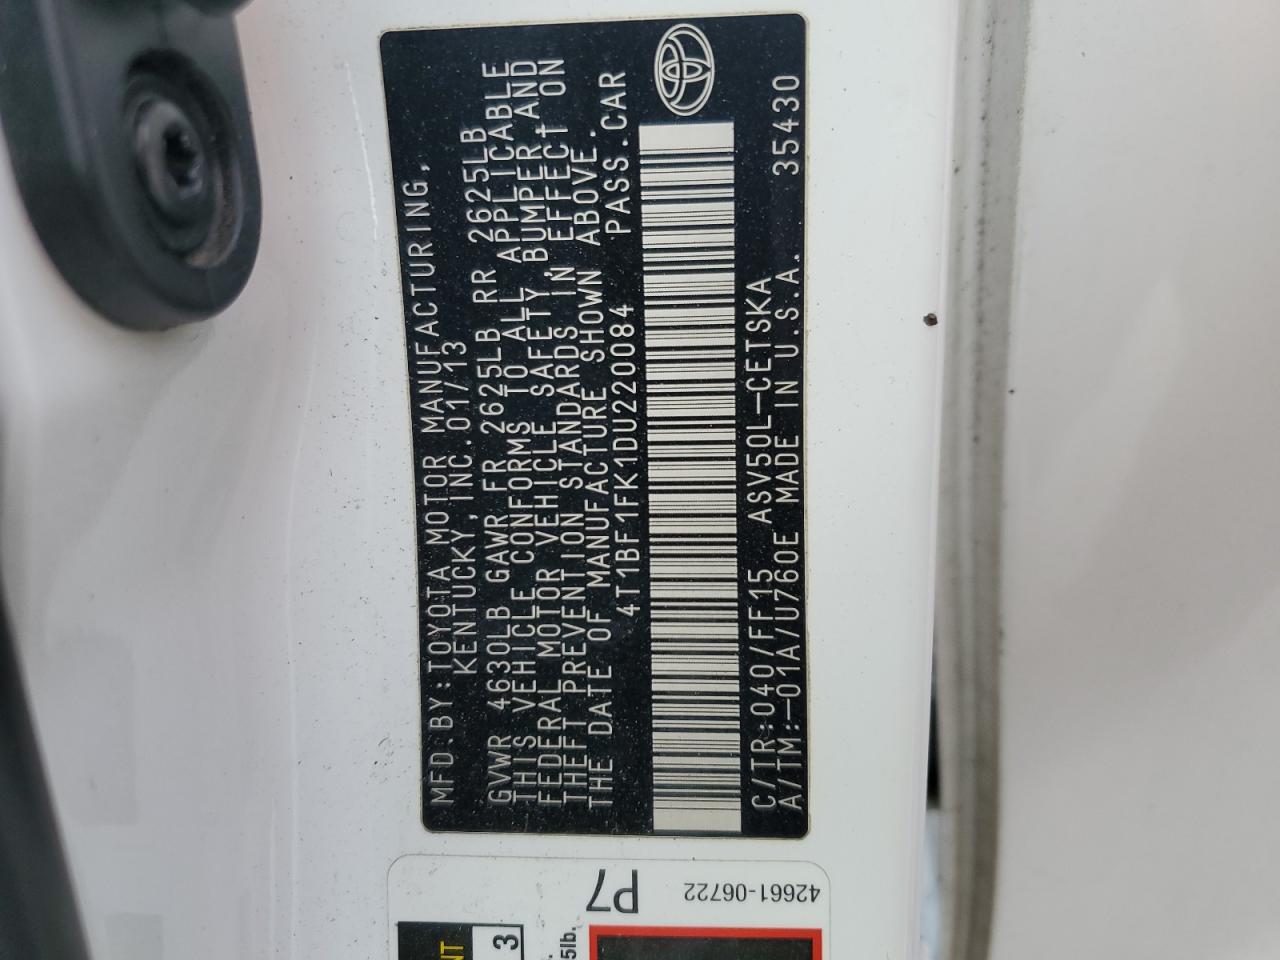 MFD.BY:TOYOTA MOTOR MANUFACTURING,
KENTUCKY, INC.01/13
GVWR 4630LB GAWR FR 2625LB RR 2625LB
THIS VEHICLE CONFORMS TO ALL APPLICABLE
FEDERAL MOTOR VEHICLE SAFETY, BUMPER, AND
THEFT PREVENTION STANDARDS IN EFFECT ON
THE DATE OF MANUFACTURE SHOWN ABOVE.
4T1BF1FK1DU220084 PASS.CAR
C/TR:040/FF15 ASV50L-CETSKA
A/TM:-01A/U760E MADE IN U.S.A. 35430
P7
42661-06722
NT
3
5lb.